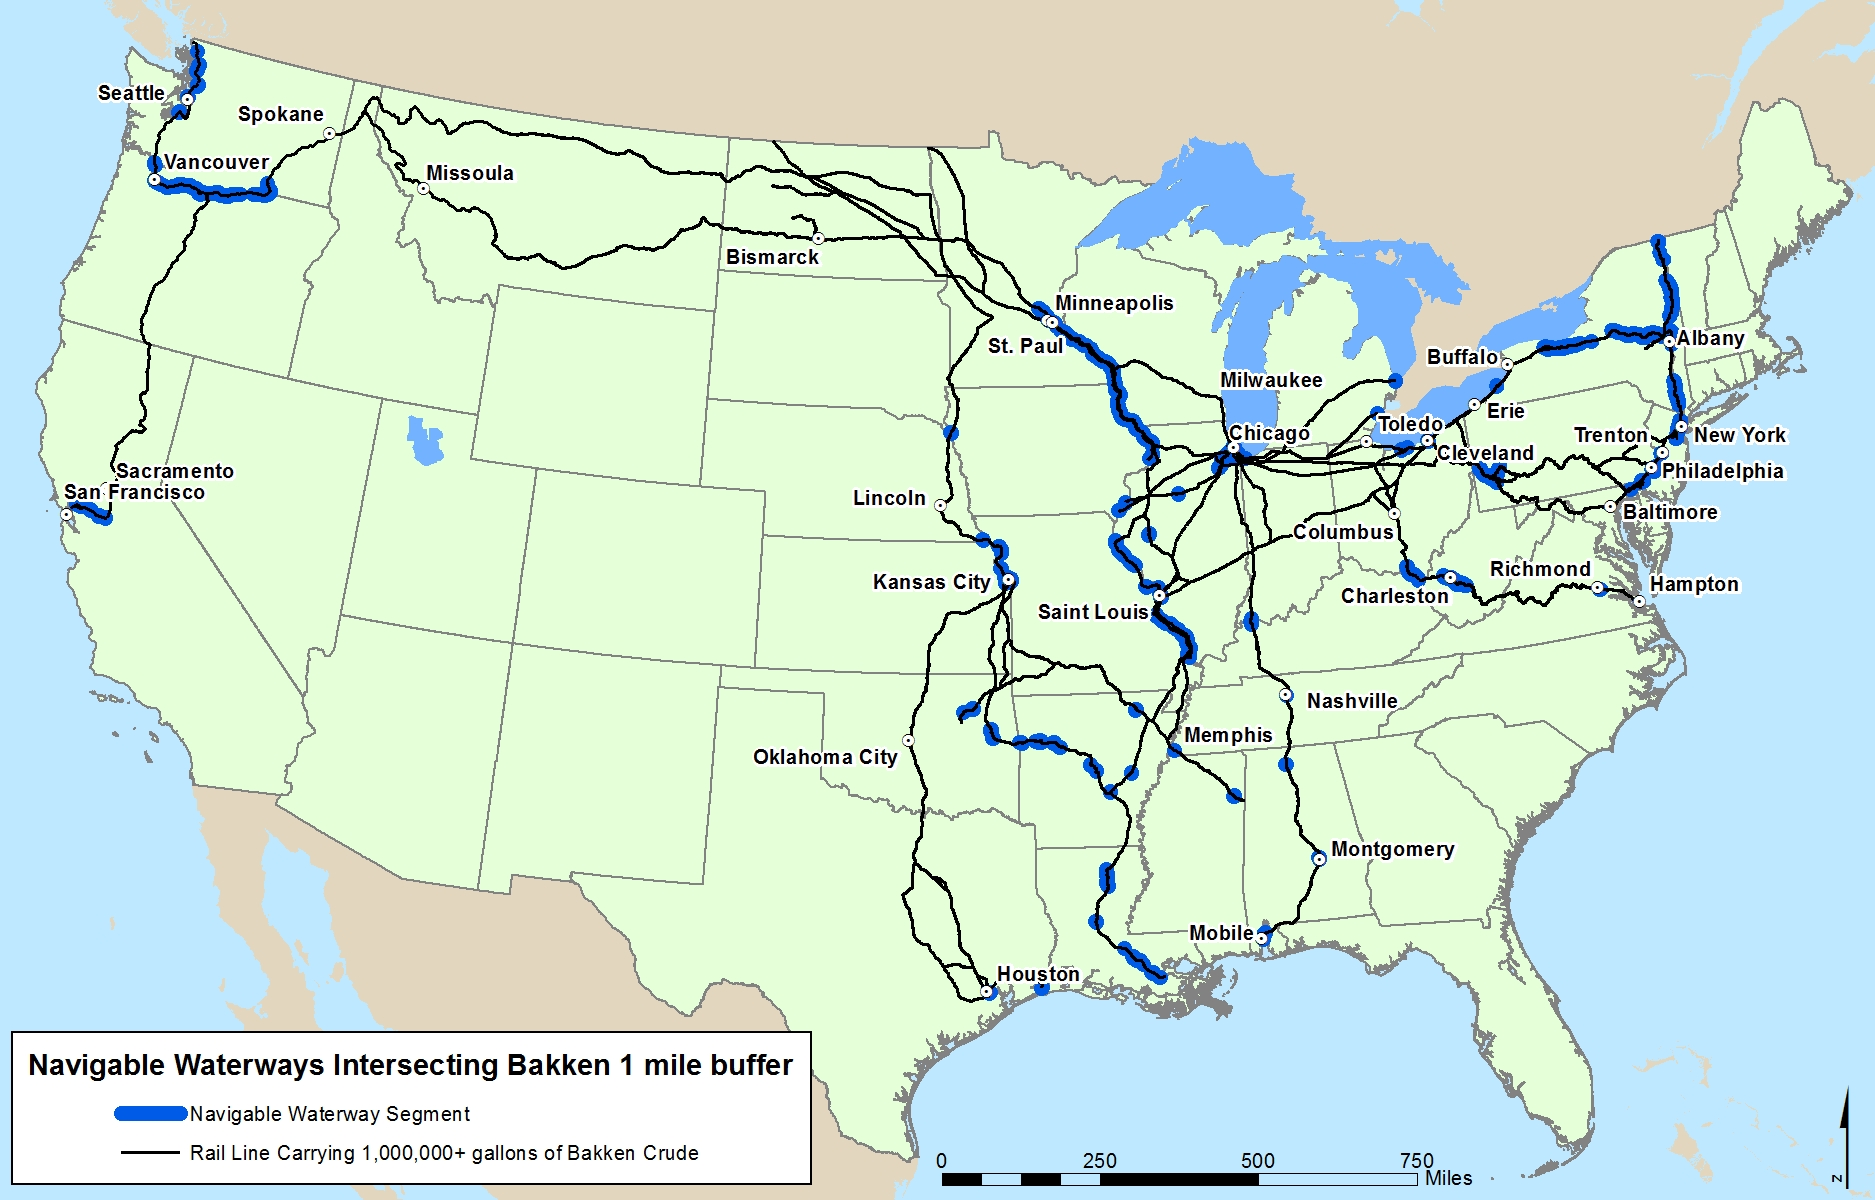 Seattle
Spokane
Vancouver
Missoula
Bismarck
Minneapolis
St. Paul
Albany
Buffalo
Milwaukee
Erie
Toledo
Chicago
Trenton
New York
Cleveland
Philadelphia
Sacramento
San Francisco
Lincoln
Baltimore
Columbus
Richmond
Kansas City
Hampton
Charleston
Saint Louis
Nashville
Memphis
Oklahoma City
Montgomery
Mobile
Houston
Navigable Waterways Intersecting Bakken 1 mile buffer
Navigable Waterway Segment
Rail Line Carrying 1,000,000+ gallons of Bakken Crude
0 250 500 750
Miles
N